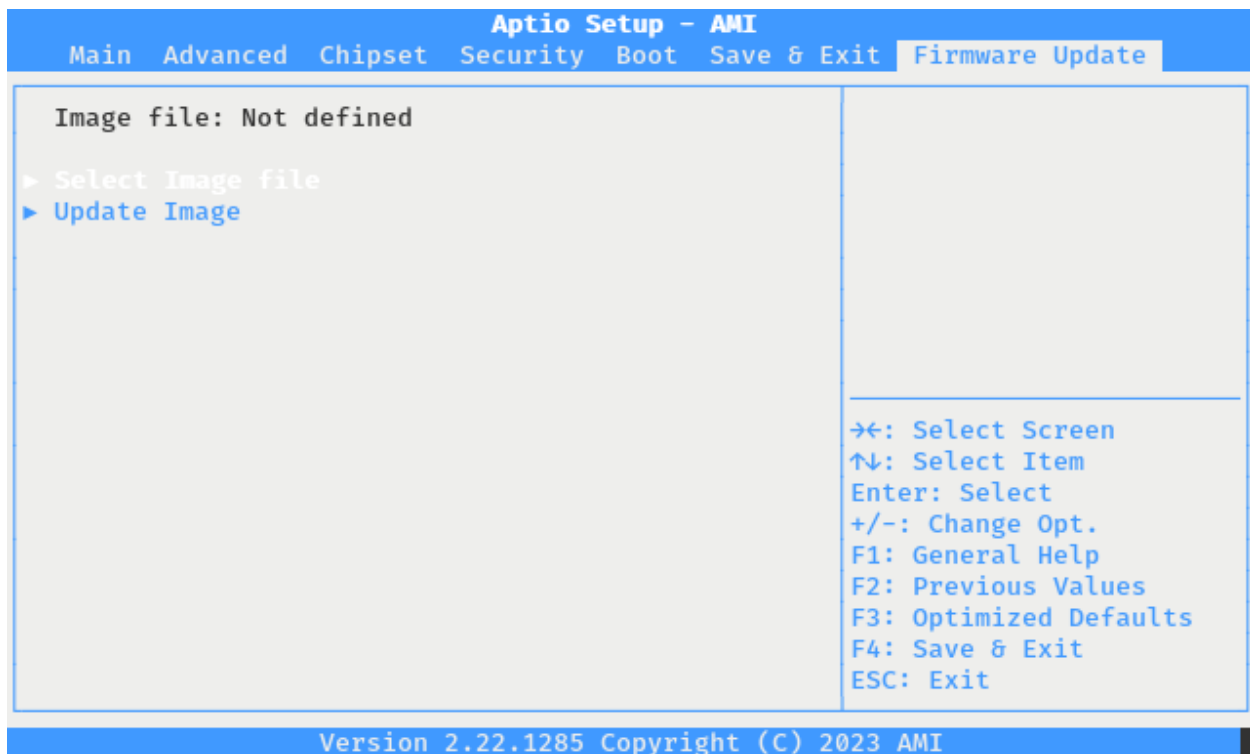 Aptio Setup - AMI
Main Advanced Chipset Security Boot Save & Exit Firmware Update
Image file: Not defined
► Select Image file
► Update Image
→←: Select Screen
↑↓: Select Item
Enter: Select
+/-: Change Opt.
F1: General Help
F2: Previous Values
F3: Optimized Defaults
F4: Save & Exit
ESC: Exit
Version 2.22.1285 Copyright (C) 2023 AMI